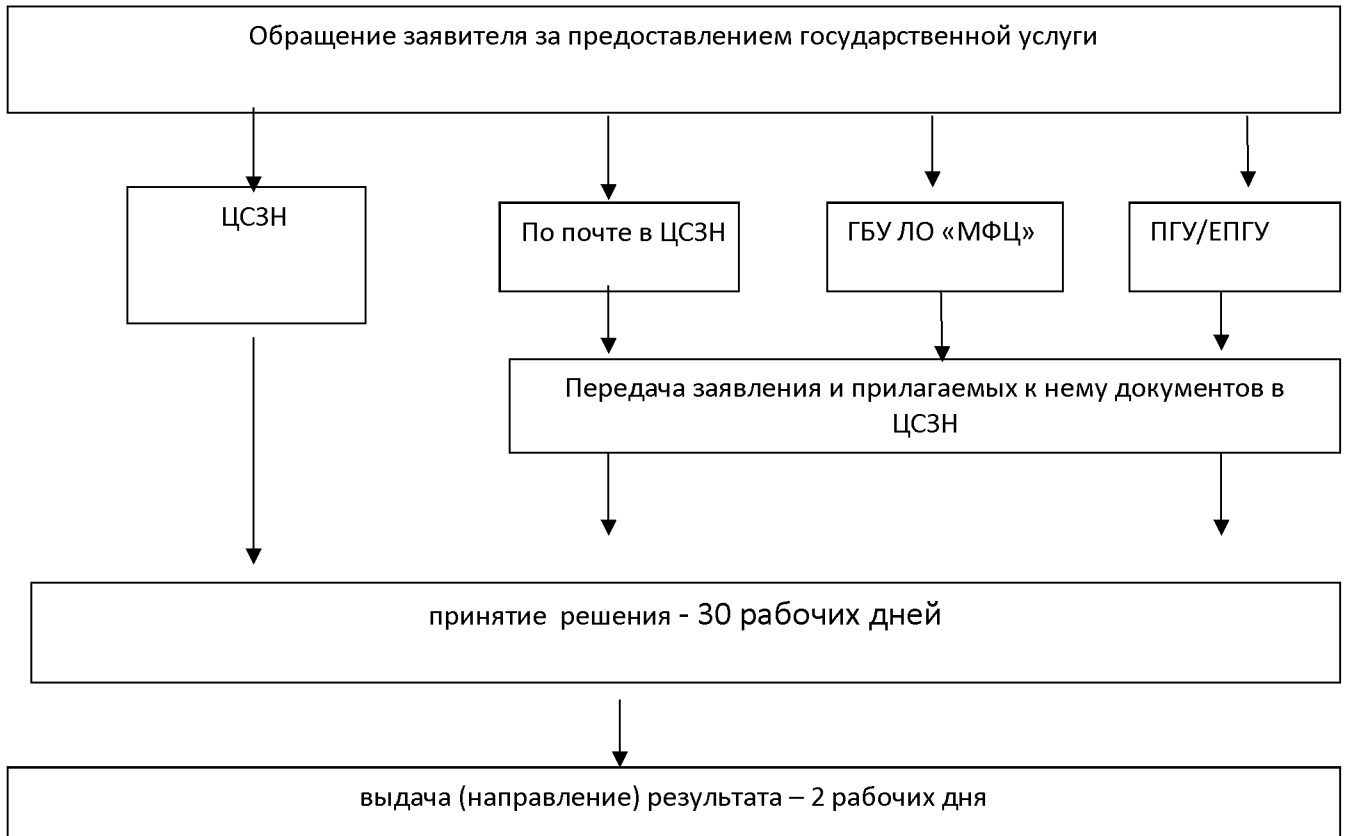 Обращение заявителя за предоставлением государственной услуги
ЦСЗН
По почте в ЦСЗН
ГБУ ЛО «МФЦ»
ПГУ/ЕПГУ
Передача заявления и прилагаемых к нему документов в
ЦСЗН
принятие решения - 30 рабочих дней
выдача (направление) результата – 2 рабочих дня